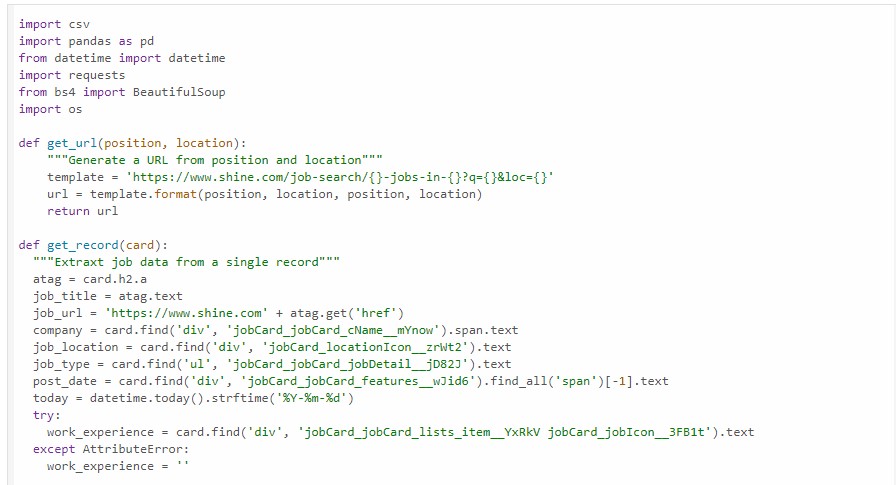 import csv
import pandas as pd
from datetime import datetime
import requests
from bs4 import BeautifulSoup
import os
def get_url(position, location):
"""Generate a URL from position and location"""
template = 'https://www.shine.com/job-search/{}-jobs-in-{}?q={}&loc={}'
url = template.format(position, location, position, location)
return url
def get_record(card):
"""Extraxt job data from a single record"""
atag = card.h2.a
job_title = atag.text
job_url = 'https://www.shine.com' + atag.get('href')
company = card.find('div', 'jobCard_jobCard_cName__mYnow').span.text
job_location = card.find('div', 'jobCard_locationIcon__zrWt2').text
job_type = card.find('ul', 'jobCard_jobCard_jobDetail__jD82J').text
post_date = card.find('div', 'jobCard_jobCard_features__wJid6').find_all('span')[-1].text
today = datetime.today().strftime('%Y-%m-%d')
try:
work_experience = card.find('div', 'jobCard_jobCard_lists_item__YxRkV jobCard_jobIcon__3FB1t').text
except AttributeError:
work_experience = ''